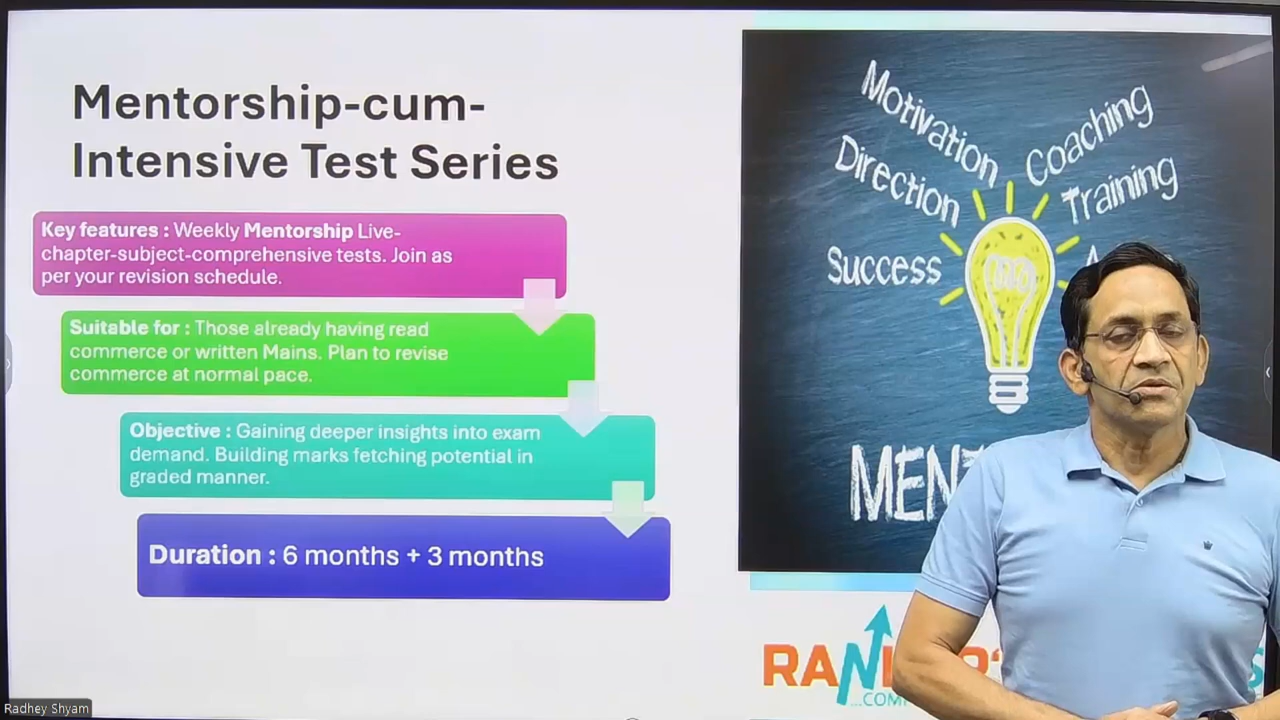 Mentorship-cum-
Intensive Test Series
Key features : Weekly Mentorship Live-
chapter-subject-comprehensive tests. Join as
per your revision schedule.
Suitable for : Those already having read
commerce or written Mains. Plan to revise
commerce at normal pace.
Objective : Gaining deeper insights into exam
demand. Building marks fetching potential in
graded manner.
Duration : 6 months + 3 months
Motivation
Coaching
Direction
Training
Success
Radhey Shyam